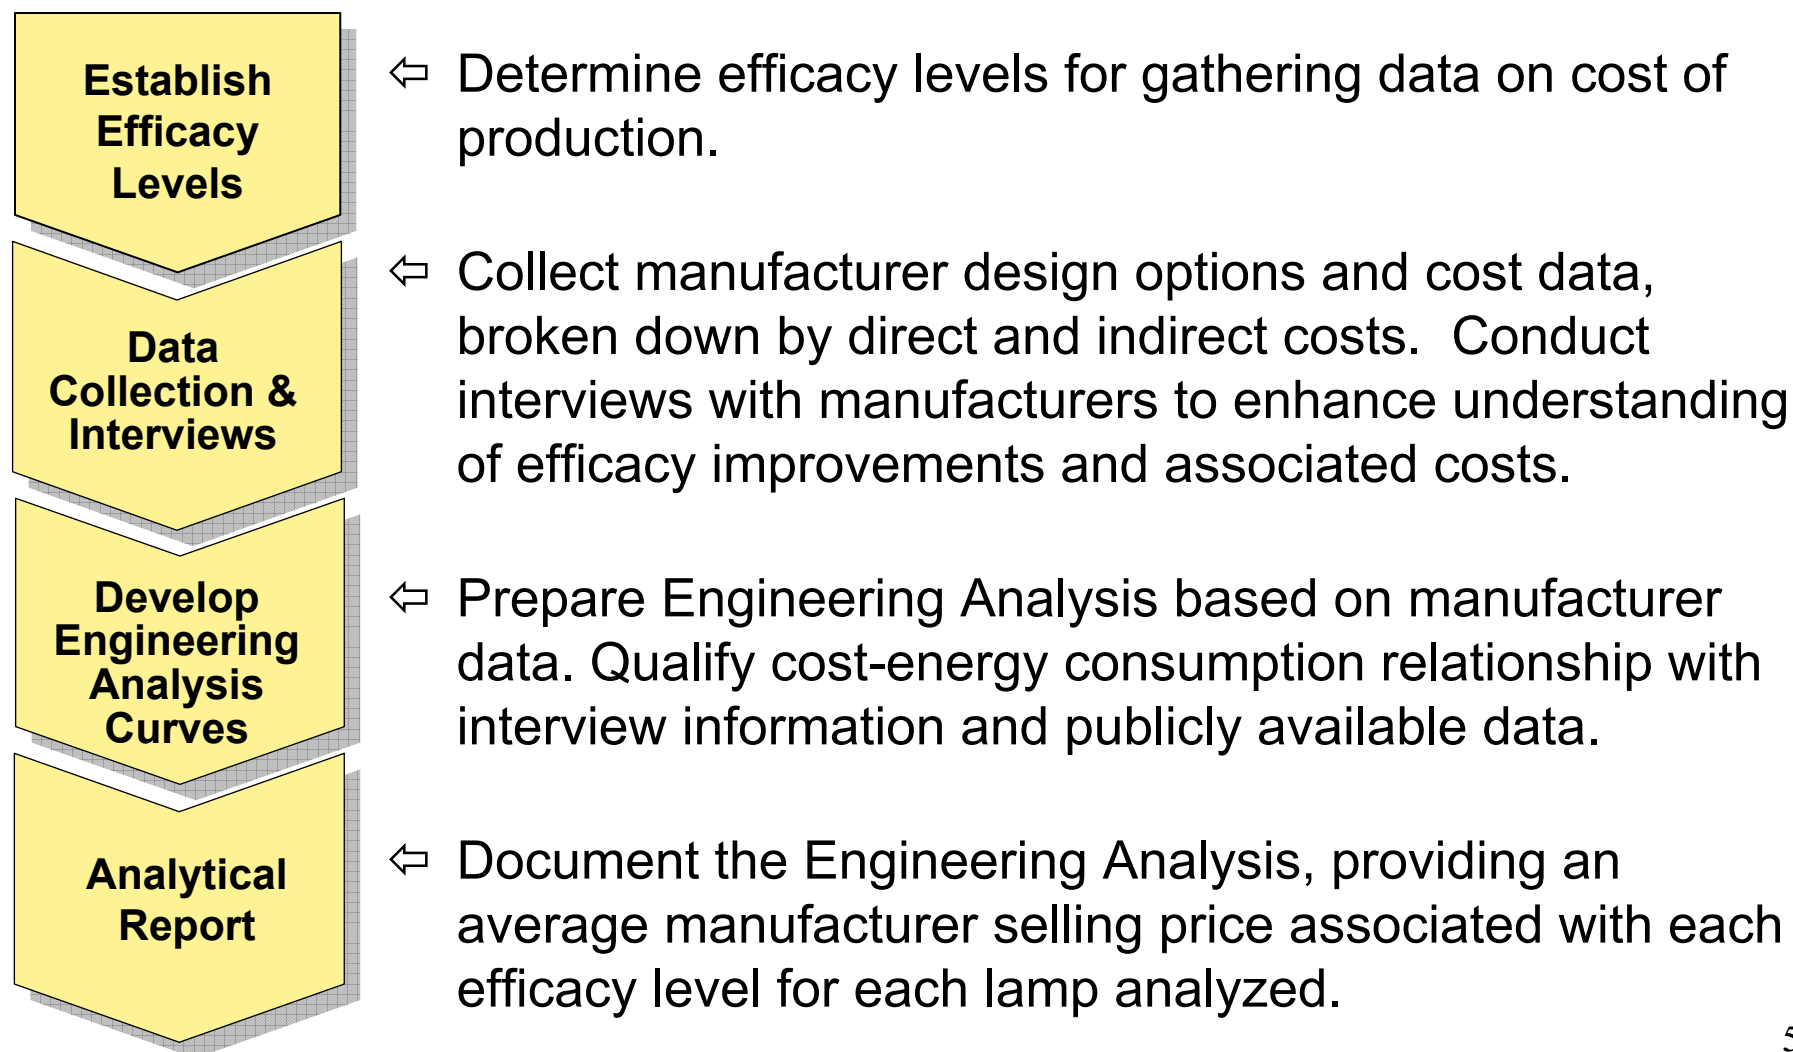 Establish
Efficacy
Levels
⇦ Determine efficacy levels for gathering data on cost of
production.
Data
Collection &
Interviews
⇦ Collect manufacturer design options and cost data,
broken down by direct and indirect costs.  Conduct
interviews with manufacturers to enhance understanding
of efficacy improvements and associated costs.
Develop
Engineering
Analysis
Curves
⇦ Prepare Engineering Analysis based on manufacturer
data. Qualify cost-energy consumption relationship with
interview information and publicly available data.
Analytical
Report
⇦ Document the Engineering Analysis, providing an
average manufacturer selling price associated with each
efficacy level for each lamp analyzed.